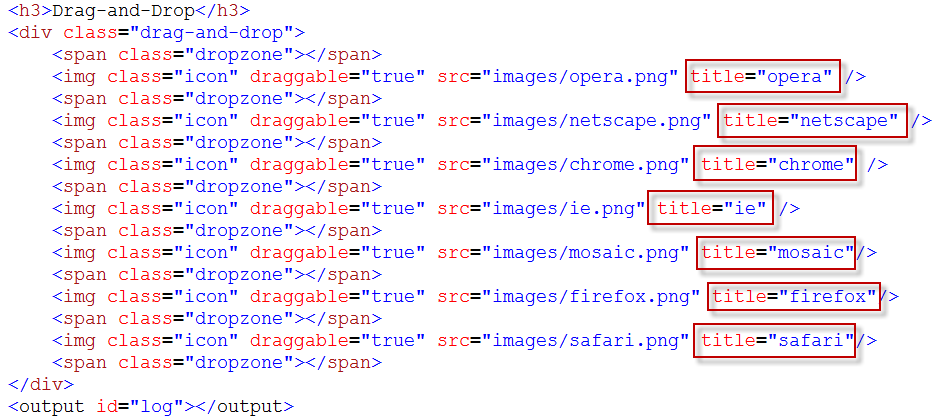 <h3>Drag-and-Drop</h3>
<div class="drag-and-drop">
    <span class="dropzone"></span>
    <img class="icon" draggable="true" src="images/opera.png" title="opera" />
    <span class="dropzone"></span>
    <img class="icon" draggable="true" src="images/netscape.png" title="netscape" />
    <span class="dropzone"></span>
    <img class="icon" draggable="true" src="images/chrome.png" title="chrome" />
    <span class="dropzone"></span>
    <img class="icon" draggable="true" src="images/ie.png" title="ie" />
    <span class="dropzone"></span>
    <img class="icon" draggable="true" src="images/mosaic.png" title="mosaic"/>
    <span class="dropzone"></span>
    <img class="icon" draggable="true" src="images/firefox.png" title="firefox"/>
    <span class="dropzone"></span>
    <img class="icon" draggable="true" src="images/safari.png" title="safari"/>
    <span class="dropzone"></span>
</div>
<output id="log"></output>